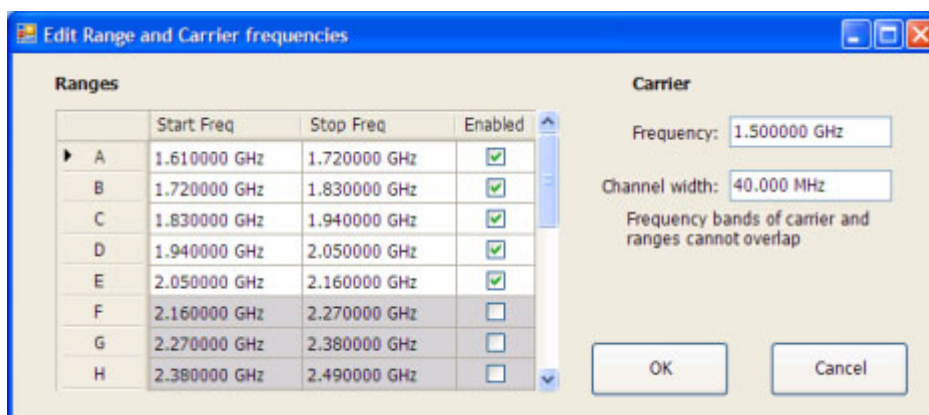 Edit Range and Carrier frequencies
Ranges
Start Freq Stop Freq Enabled
A 1.610000 GHz 1.720000 GHz
B 1.720000 GHz 1.830000 GHz
C 1.830000 GHz 1.940000 GHz
D 1.940000 GHz 2.050000 GHz
E 2.050000 GHz 2.160000 GHz
F 2.160000 GHz 2.270000 GHz
G 2.270000 GHz 2.380000 GHz
H 2.380000 GHz 2.490000 GHz
Carrier
Frequency: 1.500000 GHz
Channel width: 40.000 MHz
Frequency bands of carrier and
ranges cannot overlap
OK Cancel